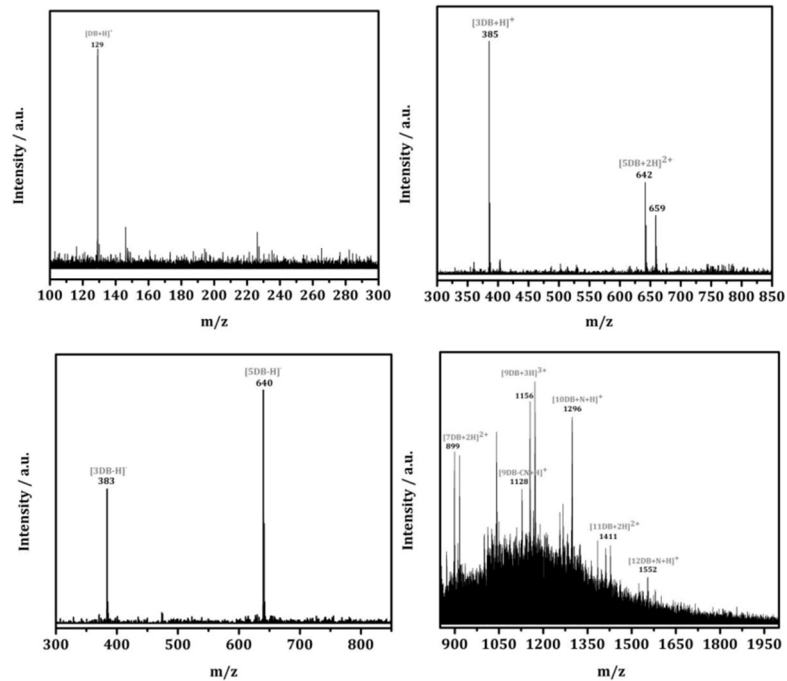 [DB+H]⁺
129
Intensity / a.u.
100 120 140 160 180 200 220 240 260 280 300
m/z
[3DB+H]⁺
385
[5DB+2H]²⁺
642
659
Intensity / a.u.
300 350 400 450 500 550 600 650 700 750 800 850
m/z
[5DB-H]⁻
640
[3DB-H]⁻
383
Intensity / a.u.
300 400 500 600 700 800
m/z
[9DB+3H]³⁺
1156
[10DB+N+H]⁺
1296
[7DB+2H]²⁺
899
[9DB-CN+H]⁺
1128
[11DB+2H]²⁺
1411
[12DB+N+H]⁺
1552
Intensity / a.u.
900 1050 1200 1350 1500 1650 1800 1950
m/z